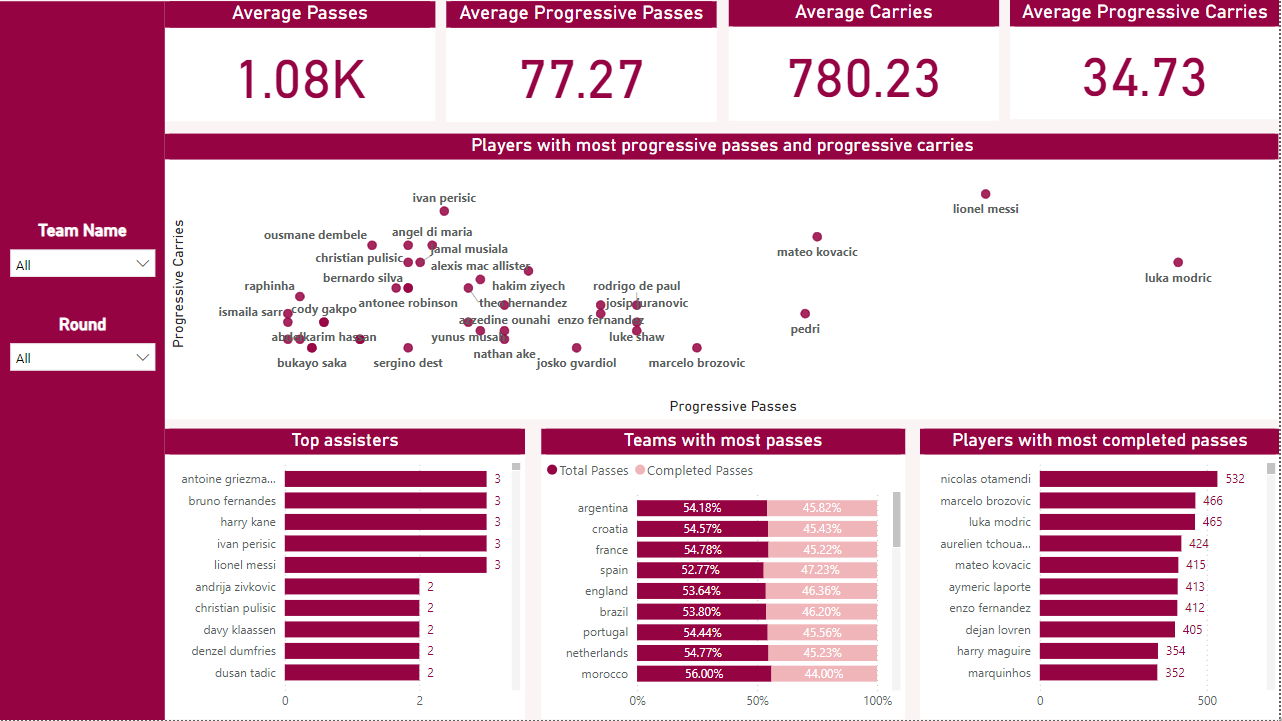 Average Passes
1.08K
Average Progressive Passes
77.27
Average Carries
780.23
Average Progressive Carries
34.73
Team Name
All
Round
All
Players with most progressive passes and progressive carries
Progressive Carries
ivan perisic
lionel messi
ousmane dembele
angel di maria
jamal musiala
mateo kovacic
christian pulisic
alexis mac allister
luka modric
bernardo silva
raphinha
hakim ziyech
rodrigo de paul
antonee robinson
theo hernandez
josip juranovic
ismaila sarr
cody gakpo
azzedine ounahi
enzo fernandez
pedri
abdelkarim hassan
yunus musah
luke shaw
nathan ake
bukayo saka
sergino dest
josko gvardiol
marcelo brozovic
Progressive Passes
Top assisters
antoine griezma... 3
bruno fernandes 3
harry kane 3
ivan perisic 3
lionel messi 3
andrija zivkovic 2
christian pulisic 2
davy klaassen 2
denzel dumfries 2
dusan tadic 2
0 2
Teams with most passes
Total Passes Completed Passes
argentina 54.18% 45.82%
croatia 54.57% 45.43%
france 54.78% 45.22%
spain 52.77% 47.23%
england 53.64% 46.36%
brazil 53.80% 46.20%
portugal 54.44% 45.56%
netherlands 54.77% 45.23%
morocco 56.00% 44.00%
0% 50% 100%
Players with most completed passes
nicolas otamendi 532
marcelo brozovic 466
luka modric 465
aurelien tchoua... 424
mateo kovacic 415
aymeric laporte 413
enzo fernandez 412
dejan lovren 405
harry maguire 354
marquinhos 352
0 500